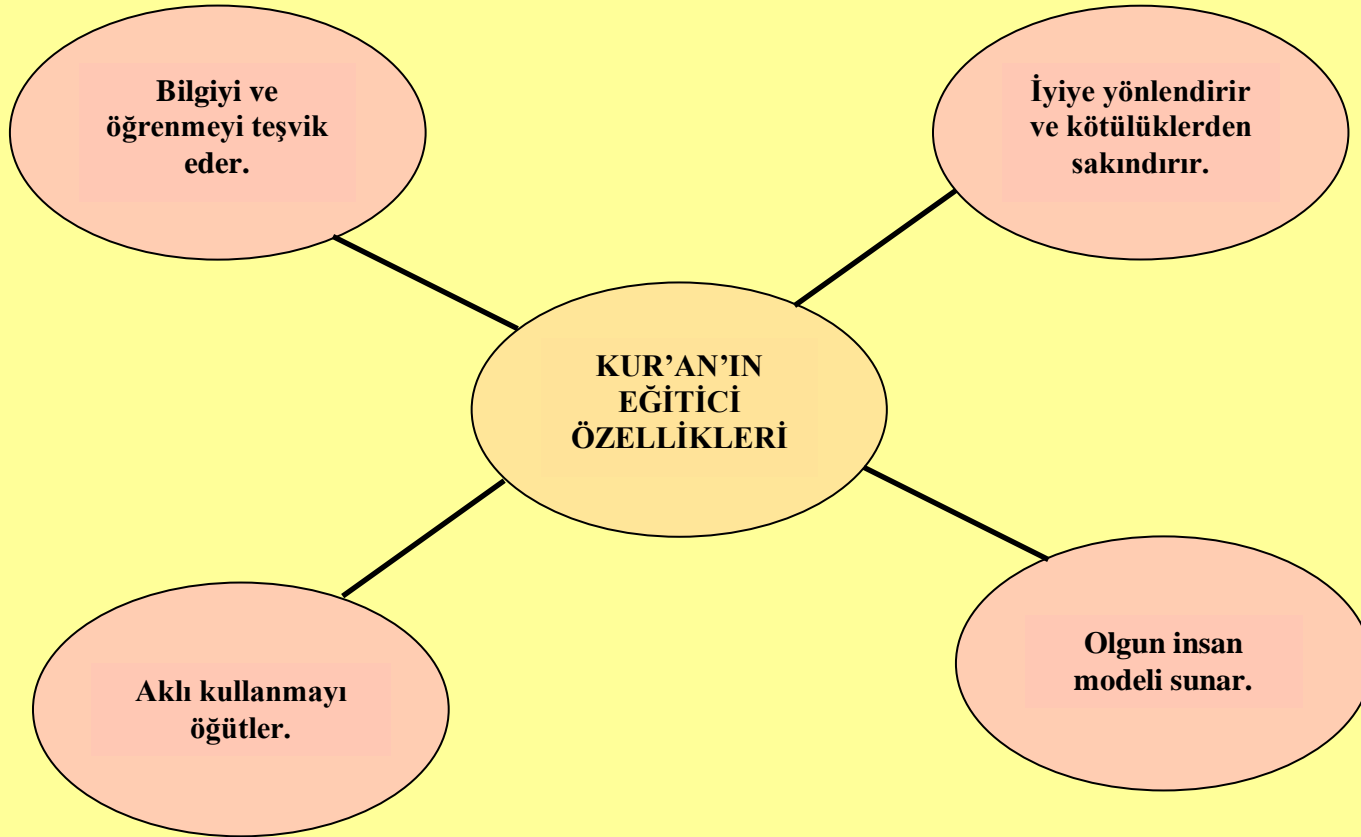 Bilgiyi ve
öğrenmeyi teşvik
eder.
İyiye yönlendirir
ve kötülüklerden
sakındırır.
KUR’AN’IN
EĞİTİCİ
ÖZELLİKLERİ
Aklı kullanmayı
öğütler.
Olgun insan
modeli sunar.